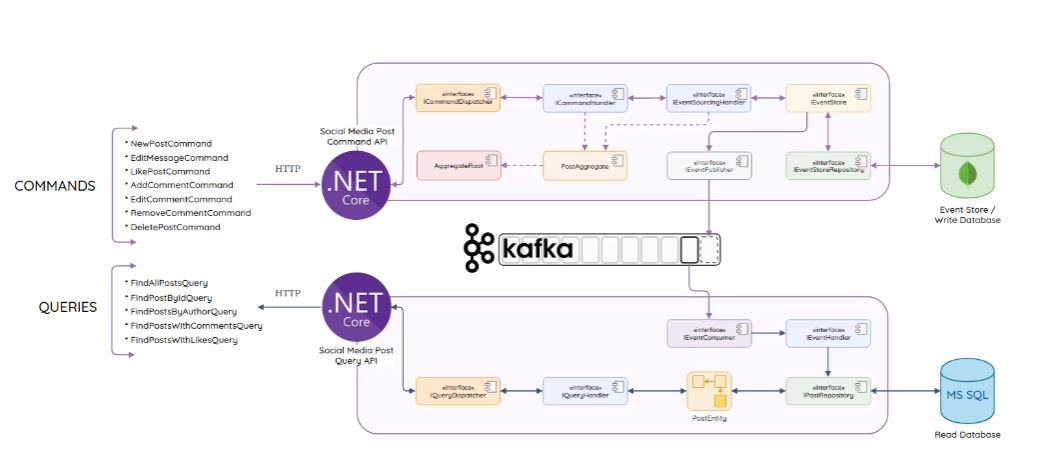 «interface»
ICommandDispatcher
«interface»
ICommandHandler
«interface»
IEventSourcingHandler
«interface»
IEventStore
Social Media Post
Command API
• NewPostCommand
• EditMessageCommand
• LikePostCommand
• AddCommentCommand
• EditCommentCommand
• RemoveCommentCommand
• DeletePostCommand
COMMANDS
HTTP
.NET
Core
AggregateRoot
PostAggregate
«interface»
IEventPublisher
«interface»
IEventStoreRepository
Event Store /
Write Database
kafka
QUERIES
• FindAllPostsQuery
• FindPostByIdQuery
• FindPostsByAuthorQuery
• FindPostsWithCommentsQuery
• FindPostsWithLikesQuery
HTTP
.NET
Core
Social Media Post
Query API
«interface»
IEventConsumer
«interface»
IEventHandler
«interface»
IQueryDispatcher
«interface»
IQueryHandler
PostEntity
«interface»
IPostRepository
MS SQL
Read Database